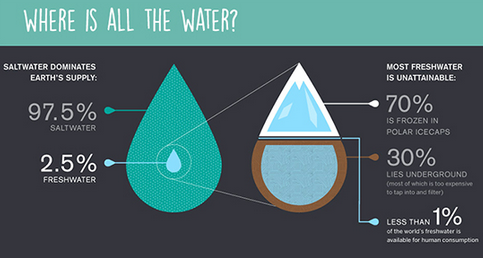 WHERE IS ALL THE WATER?
SALTWATER DOMINATES
EARTH'S SUPPLY:
97.5%
SALTWATER
2.5%
FRESHWATER
MOST FRESHWATER
IS UNATTAINABLE:
70%
IS FROZEN IN
POLAR ICECAPS
30%
LIES UNDERGROUND
(most of which is too expensive
to tap into and filter)
LESS THAN 1%
of the world's freshwater is
available for human consumption